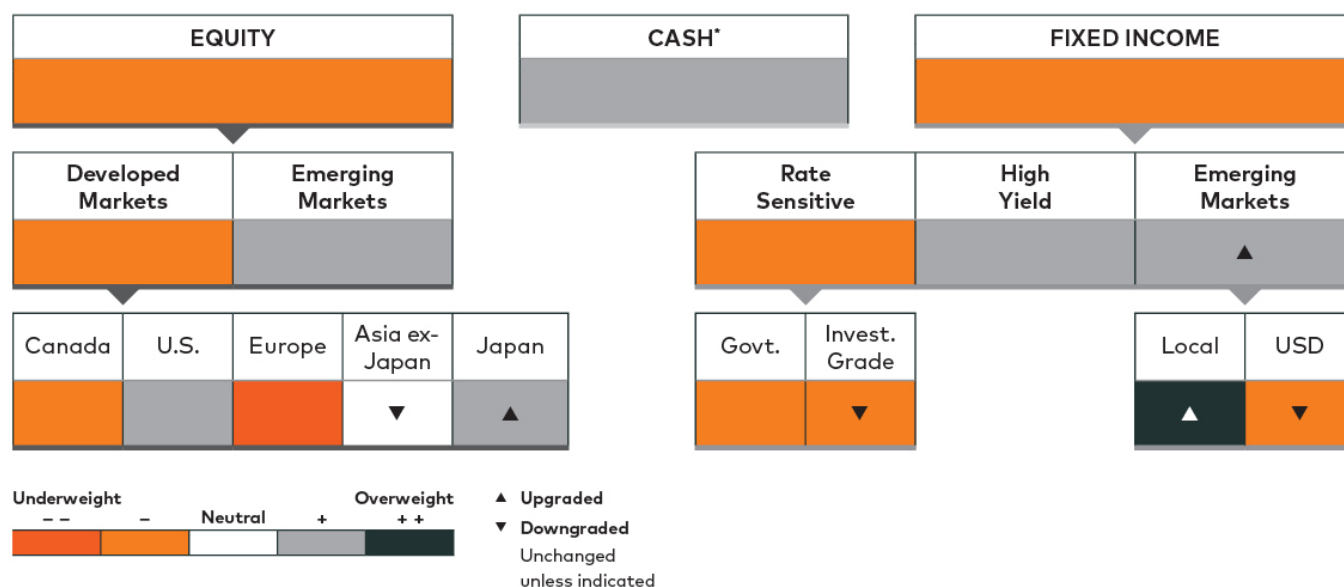 EQUITY
CASH*
FIXED INCOME
Developed
Markets
Emerging
Markets
Rate
Sensitive
High
Yield
Emerging
Markets
▲
Canada
U.S.
Europe
Asia ex-
Japan
Japan
Govt.
Invest.
Grade
Local
USD
▼
▲
▼
▲
▼
Underweight
Overweight
– –
–
Neutral
+
+ +
▲ Upgraded
▼ Downgraded
Unchanged
unless indicated